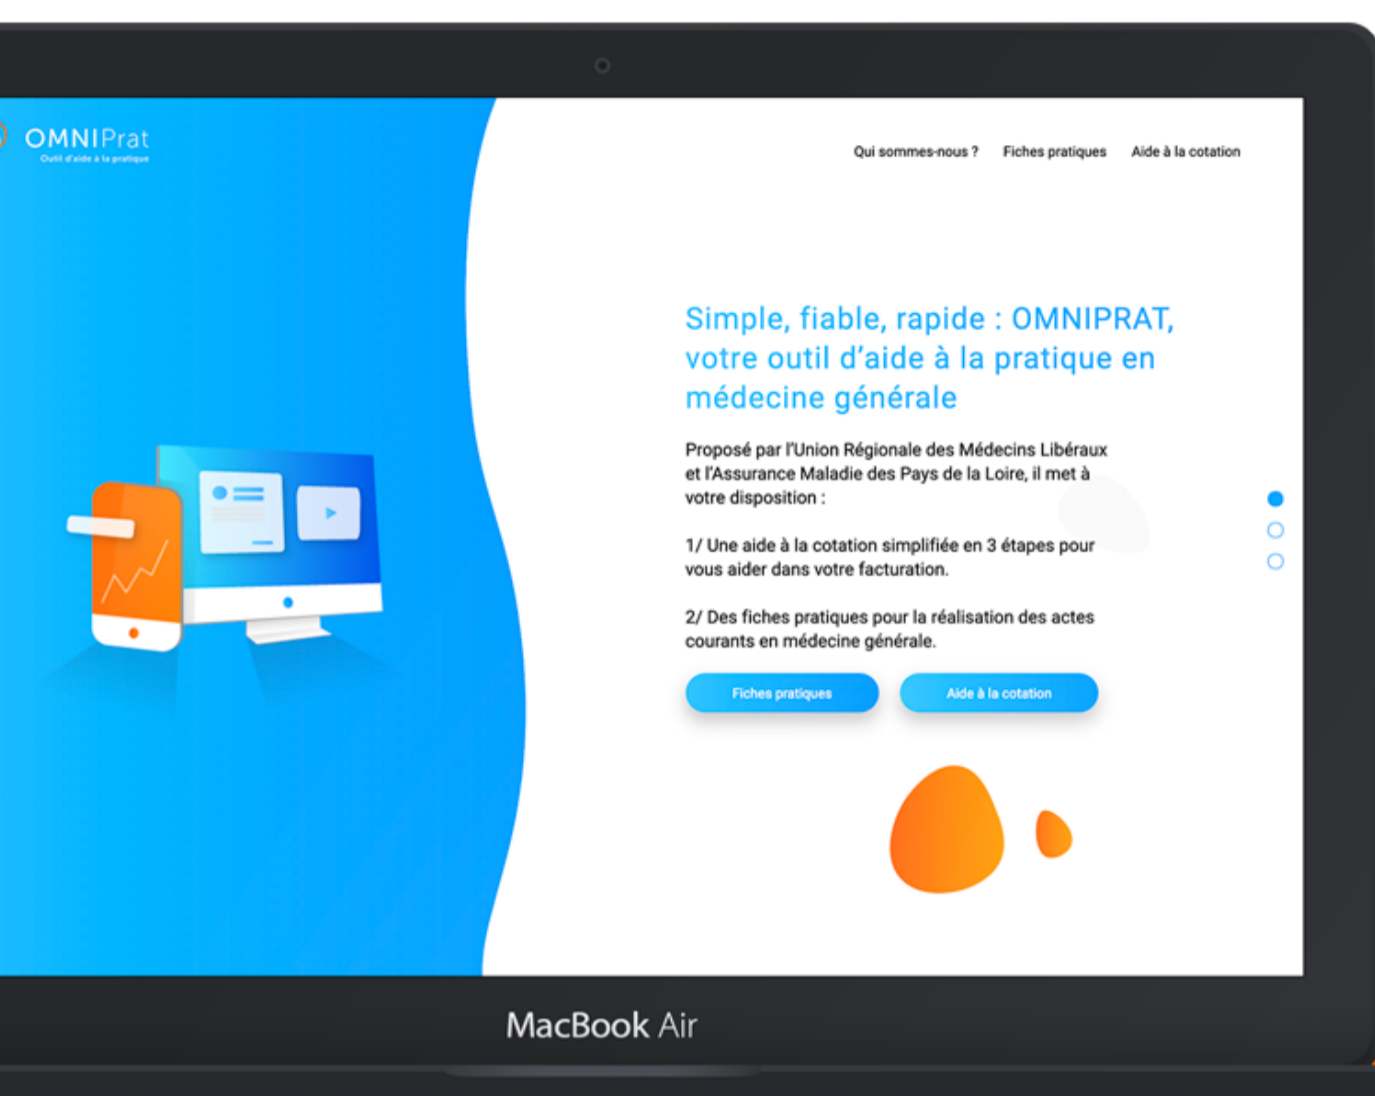 OMNIPrat
Outil d'aide à la pratique
Qui sommes-nous ? Fiches pratiques Aide à la cotation
Simple, fiable, rapide : OMNIPRAT,
votre outil d’aide à la pratique en
médecine générale
Proposé par l’Union Régionale des Médecins Libéraux
et l’Assurance Maladie des Pays de la Loire, il met à
votre disposition :
1/ Une aide à la cotation simplifiée en 3 étapes pour
vous aider dans votre facturation.
2/ Des fiches pratiques pour la réalisation des actes
courants en médecine générale.
Fiches pratiques Aide à la cotation
MacBook Air